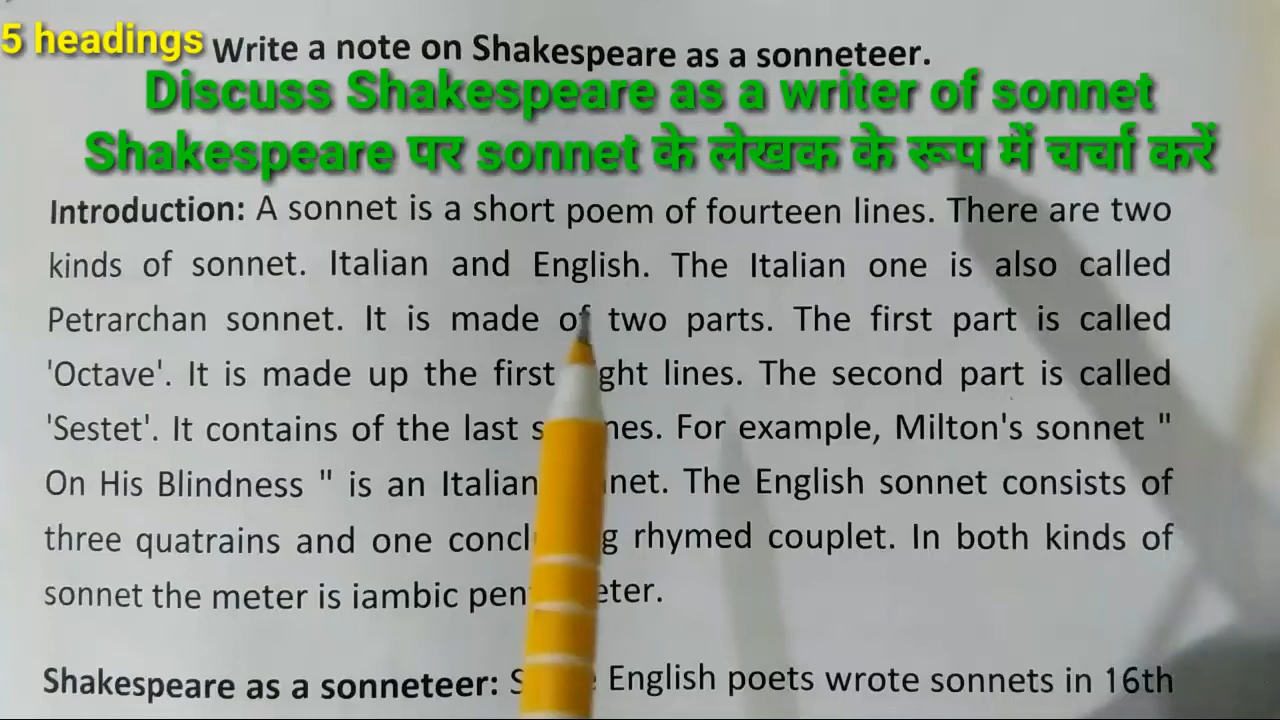 5 headings Write a note on Shakespeare as a sonneteer.
Discuss Shakespeare as a writer of sonnet
Shakespeare पर sonnet के लेखक के रूप में चर्चा करें
Introduction: A sonnet is a short poem of fourteen lines. There are two
kinds of sonnet. Italian and English. The Italian one is also called
Petrarchan sonnet. It is made of two parts. The first part is called
'Octave'. It is made up the first ght lines. The second part is called
'Sestet'. It contains of the last s nes. For example, Milton's sonnet "
On His Blindness " is an Italian net. The English sonnet consists of
three quatrains and one concl g rhymed couplet. In both kinds of
sonnet the meter is iambic pen eter.
Shakespeare as a sonneteer: English poets wrote sonnets in 16th